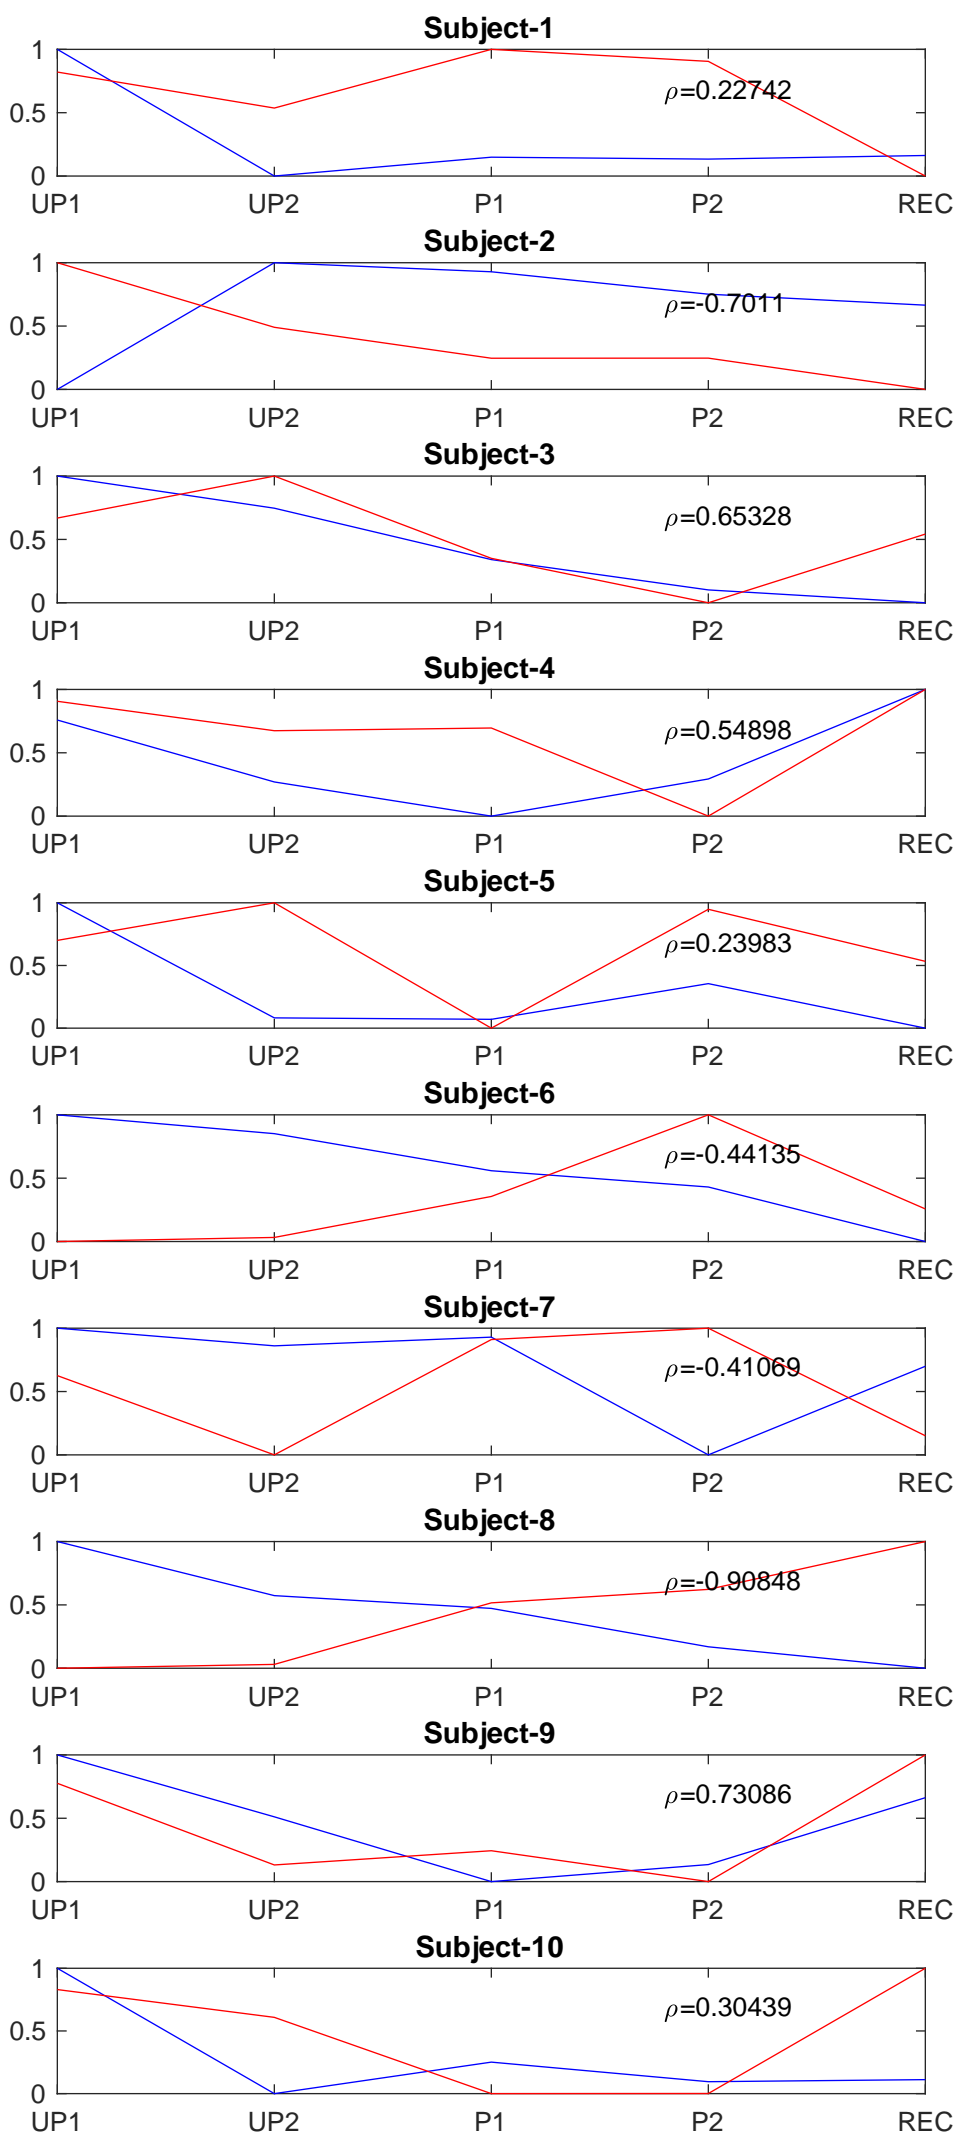 Subject-1
1
ρ=0.22742
0.5
0
UP1 UP2 P1 P2 REC
Subject-2
1
ρ=-0.7011
0.5
0
UP1 UP2 P1 P2 REC
Subject-3
1
ρ=0.65328
0.5
0
UP1 UP2 P1 P2 REC
Subject-4
1
ρ=0.54898
0.5
0
UP1 UP2 P1 P2 REC
Subject-5
1
ρ=0.23983
0.5
0
UP1 UP2 P1 P2 REC
Subject-6
1
ρ=-0.44135
0.5
0
UP1 UP2 P1 P2 REC
Subject-7
1
ρ=-0.41069
0.5
0
UP1 UP2 P1 P2 REC
Subject-8
1
ρ=-0.90848
0.5
0
UP1 UP2 P1 P2 REC
Subject-9
1
ρ=0.73086
0.5
0
UP1 UP2 P1 P2 REC
Subject-10
1
ρ=0.30439
0.5
0
UP1 UP2 P1 P2 REC